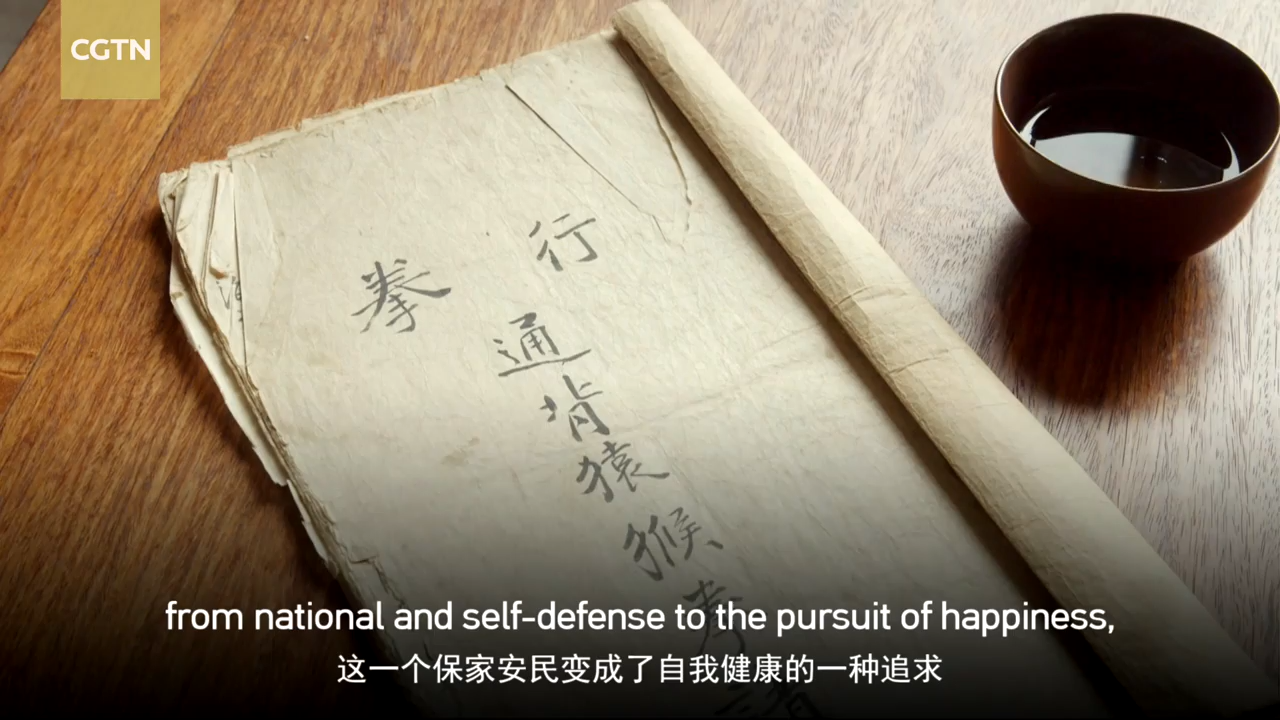 CGTN
行
通背猿猴
拳
from national and self-defense to the pursuit of happiness,
这一个保家安民变成了自我健康的一种追求